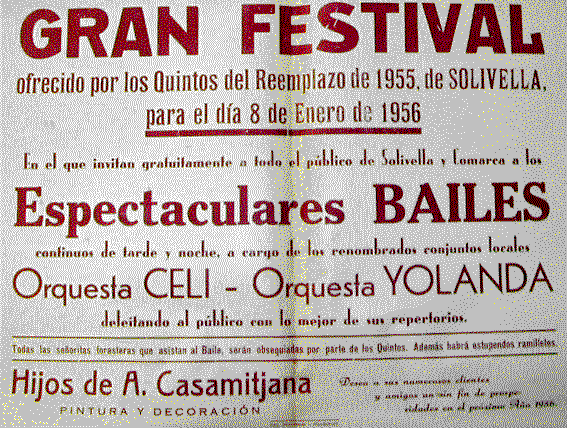 GRAN FESTIVAL
ofrecido por los Quintos del Reemplazo de 1955, de SOLIVELLA,
para el día 8 de Enero de 1956
En el que invitan gratuitamente a todo el público de Solivella y Comarca a los
Espectaculares BAILES
continuos de tarde y noche, a cargo de los renombrados conjuntos locales
Orquesta CELI - Orquesta YOLANDA
deleitando al público con lo mejor de sus repertorios.
Todas las señoritas forasteras que asistan al Baile, serán obsequiadas por parte de los Quintos. Además habrá estupendos ramilletes.
Hijos de A. Casamitjana
PINTURA Y DECORACIÓN
Desea a sus numerosos clientes
y amigos un fin de prospe
ridades en el próximo Año 1956.